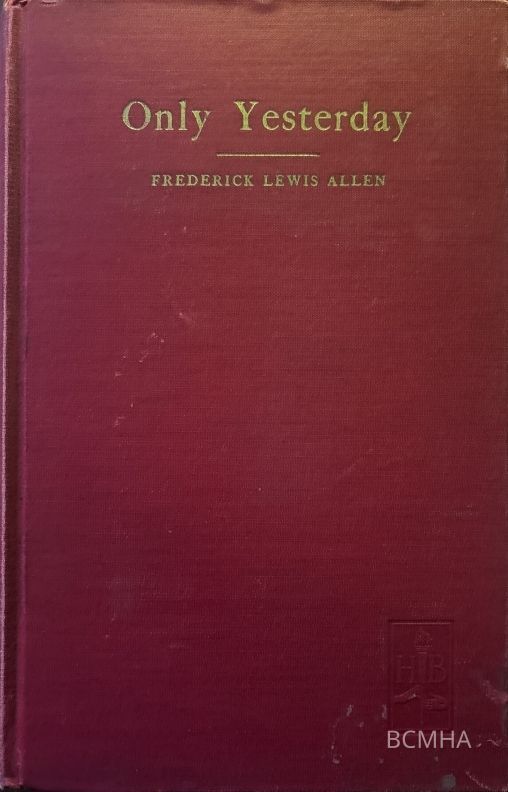 Only Yesterday
FREDERICK LEWIS ALLEN
H B
BCMHA